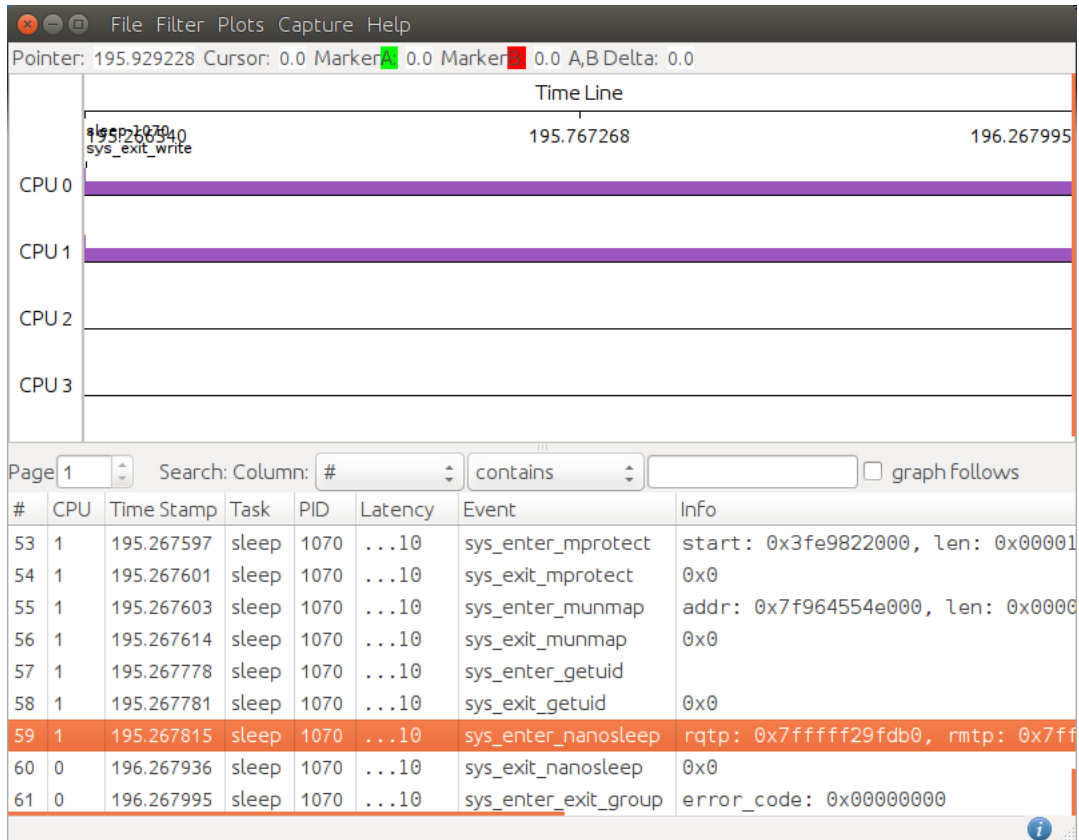 File Filter Plots Capture Help
Pointer: 195.929228 Cursor: 0.0 MarkerA: 0.0 MarkerB: 0.0 A,B Delta: 0.0
Time Line
sleep-1070
195.266540 195.767268 196.267995
sys_exit_write
CPU 0
CPU 1
CPU 2
CPU 3
Page 1 Search: Column: # contains graph follows
# CPU Time Stamp Task PID Latency Event Info
53 1 195.267597 sleep 1070 ...10 sys_enter_mprotect start: 0x3fe9822000, len: 0x00001
54 1 195.267601 sleep 1070 ...10 sys_exit_mprotect 0x0
55 1 195.267603 sleep 1070 ...10 sys_enter_munmap addr: 0x7f964554e000, len: 0x0000
56 1 195.267614 sleep 1070 ...10 sys_exit_munmap 0x0
57 1 195.267778 sleep 1070 ...10 sys_enter_getuid
58 1 195.267781 sleep 1070 ...10 sys_exit_getuid 0x0
59 1 195.267815 sleep 1070 ...10 sys_enter_nanosleep rqtp: 0x7fffff29fdb0, rmtp: 0x7ff
60 0 196.267936 sleep 1070 ...10 sys_exit_nanosleep 0x0
61 0 196.267995 sleep 1070 ...10 sys_enter_exit_group error_code: 0x00000000